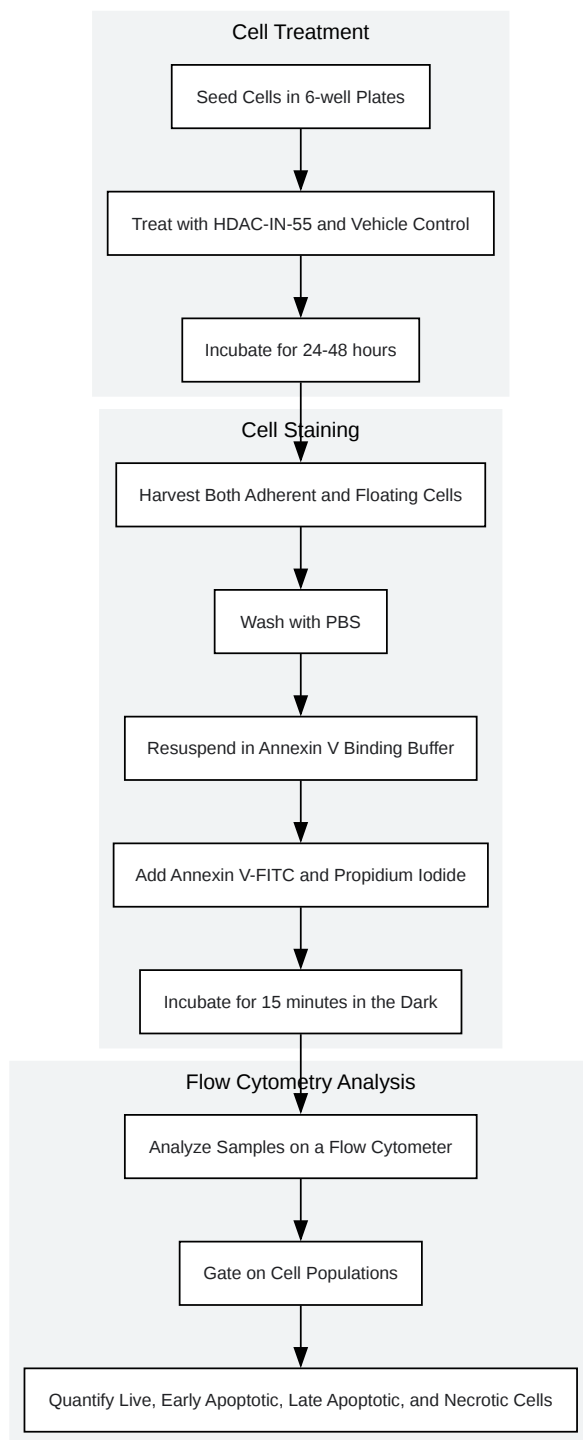 Cell Treatment
Seed Cells in 6-well Plates
Treat with HDAC-IN-55 and Vehicle Control
Incubate for 24-48 hours
Cell Staining
Harvest Both Adherent and Floating Cells
Wash with PBS
Resuspend in Annexin V Binding Buffer
Add Annexin V-FITC and Propidium Iodide
Incubate for 15 minutes in the Dark
Flow Cytometry Analysis
Analyze Samples on a Flow Cytometer
Gate on Cell Populations
Quantify Live, Early Apoptotic, Late Apoptotic, and Necrotic Cells